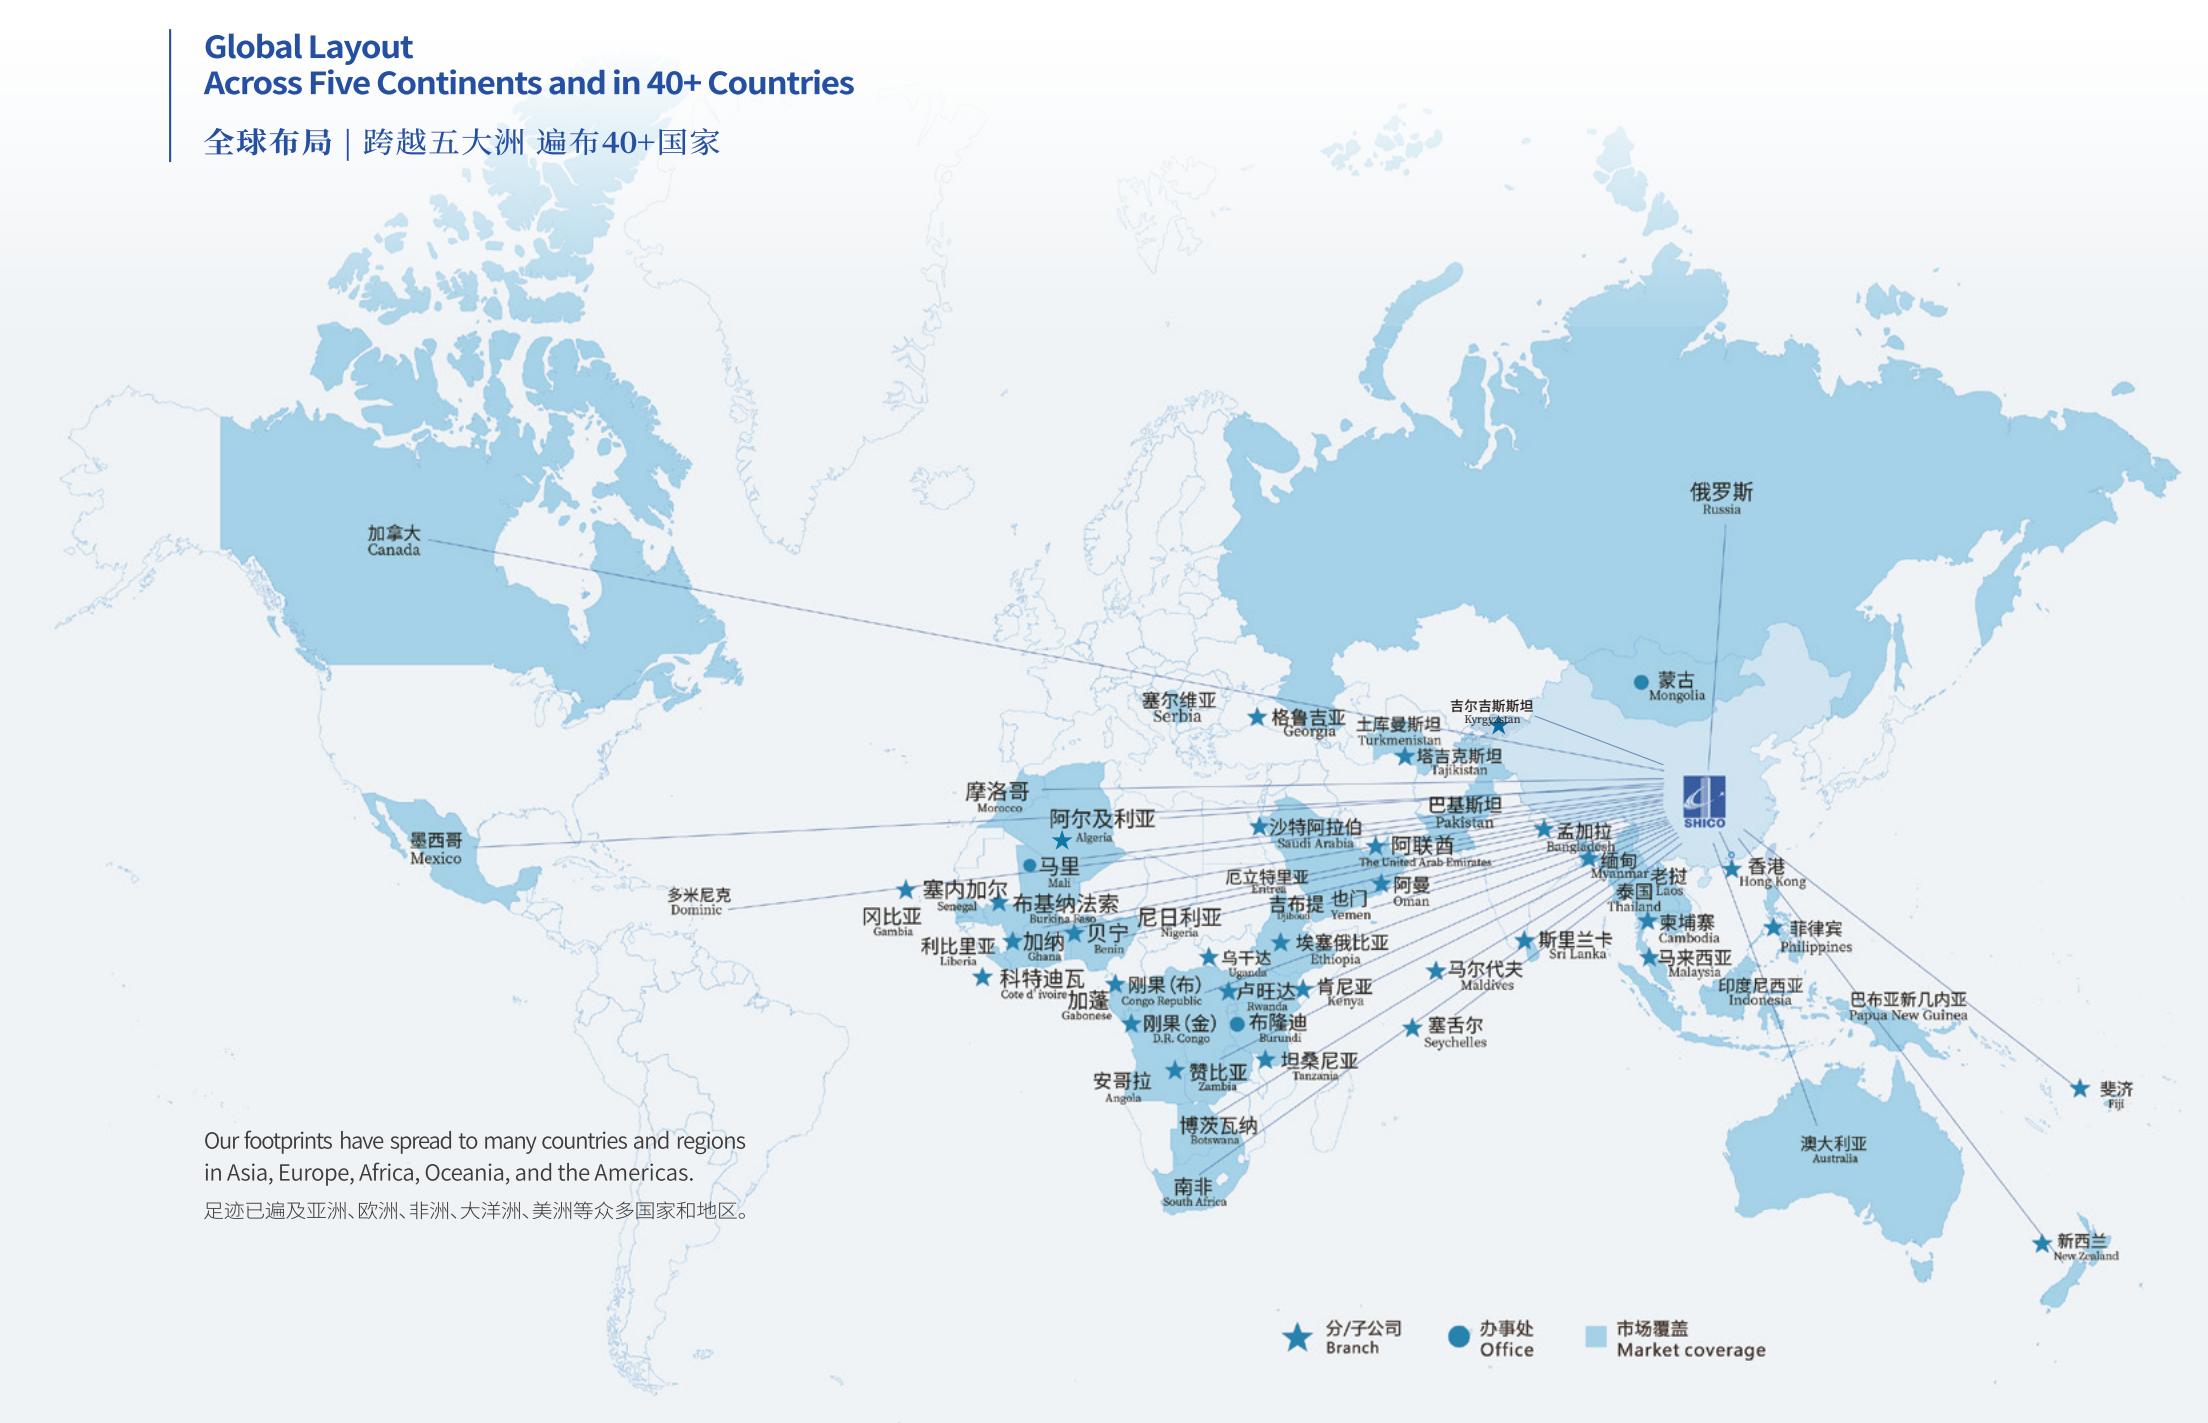 Global Layout
Across Five Continents and in 40+ Countries
全球布局 | 跨越五大洲 遍布40+国家
俄罗斯
Russia
加拿大
Canada
蒙古
Mongolia
塞尔维亚
Serbia
格鲁吉亚
Georgia
土库曼斯坦
Turkmenistan
吉尔吉斯斯坦
Kyrgyzstan
塔吉克斯坦
Tajikistan
摩洛哥
Morocco
阿尔及利亚
Algeria
巴基斯坦
Pakistan
SHICO
墨西哥
Mexico
沙特阿拉伯
Saudi Arabia
阿联酋
The United Arab Emirates
孟加拉
Bangladesh
缅甸
Myanmar
老挝
Laos
香港
Hong Kong
马里
Mali
多米尼克
Dominic
塞内加尔
Senegal
布基纳法索
Burkina Faso
厄立特里亚
Eritrea
吉布提
Djibouti
也门
Yemen
阿曼
Oman
泰国
Thailand
冈比亚
Gambia
尼日利亚
Nigeria
柬埔寨
Cambodia
菲律宾
Philippines
利比里亚
Liberia
加纳
Ghana
贝宁
Benin
埃塞俄比亚
Ethiopia
斯里兰卡
Sri Lanka
乌干达
Uganda
马尔代夫
Maldives
马来西亚
Malaysia
科特迪瓦
Cote d' ivoire
加蓬
Gabonese
刚果(布)
Congo Republic
卢旺达
Rwanda
肯尼亚
Kenya
印度尼西亚
Indonesia
巴布亚新几内亚
Papua New Guinea
刚果(金)
D.R. Congo
布隆迪
Burundi
塞舌尔
Seychelles
赞比亚
Zambia
坦桑尼亚
Tanzania
安哥拉
Angola
斐济
Fiji
博茨瓦纳
Botswana
澳大利亚
Australia
南非
South Africa
新西兰
New Zealand
Our footprints have spread to many countries and regions
in Asia, Europe, Africa, Oceania, and the Americas.
足迹已遍及亚洲、欧洲、非洲、大洋洲、美洲等众多国家和地区。
分/子公司
Branch
办事处
Office
市场覆盖
Market coverage